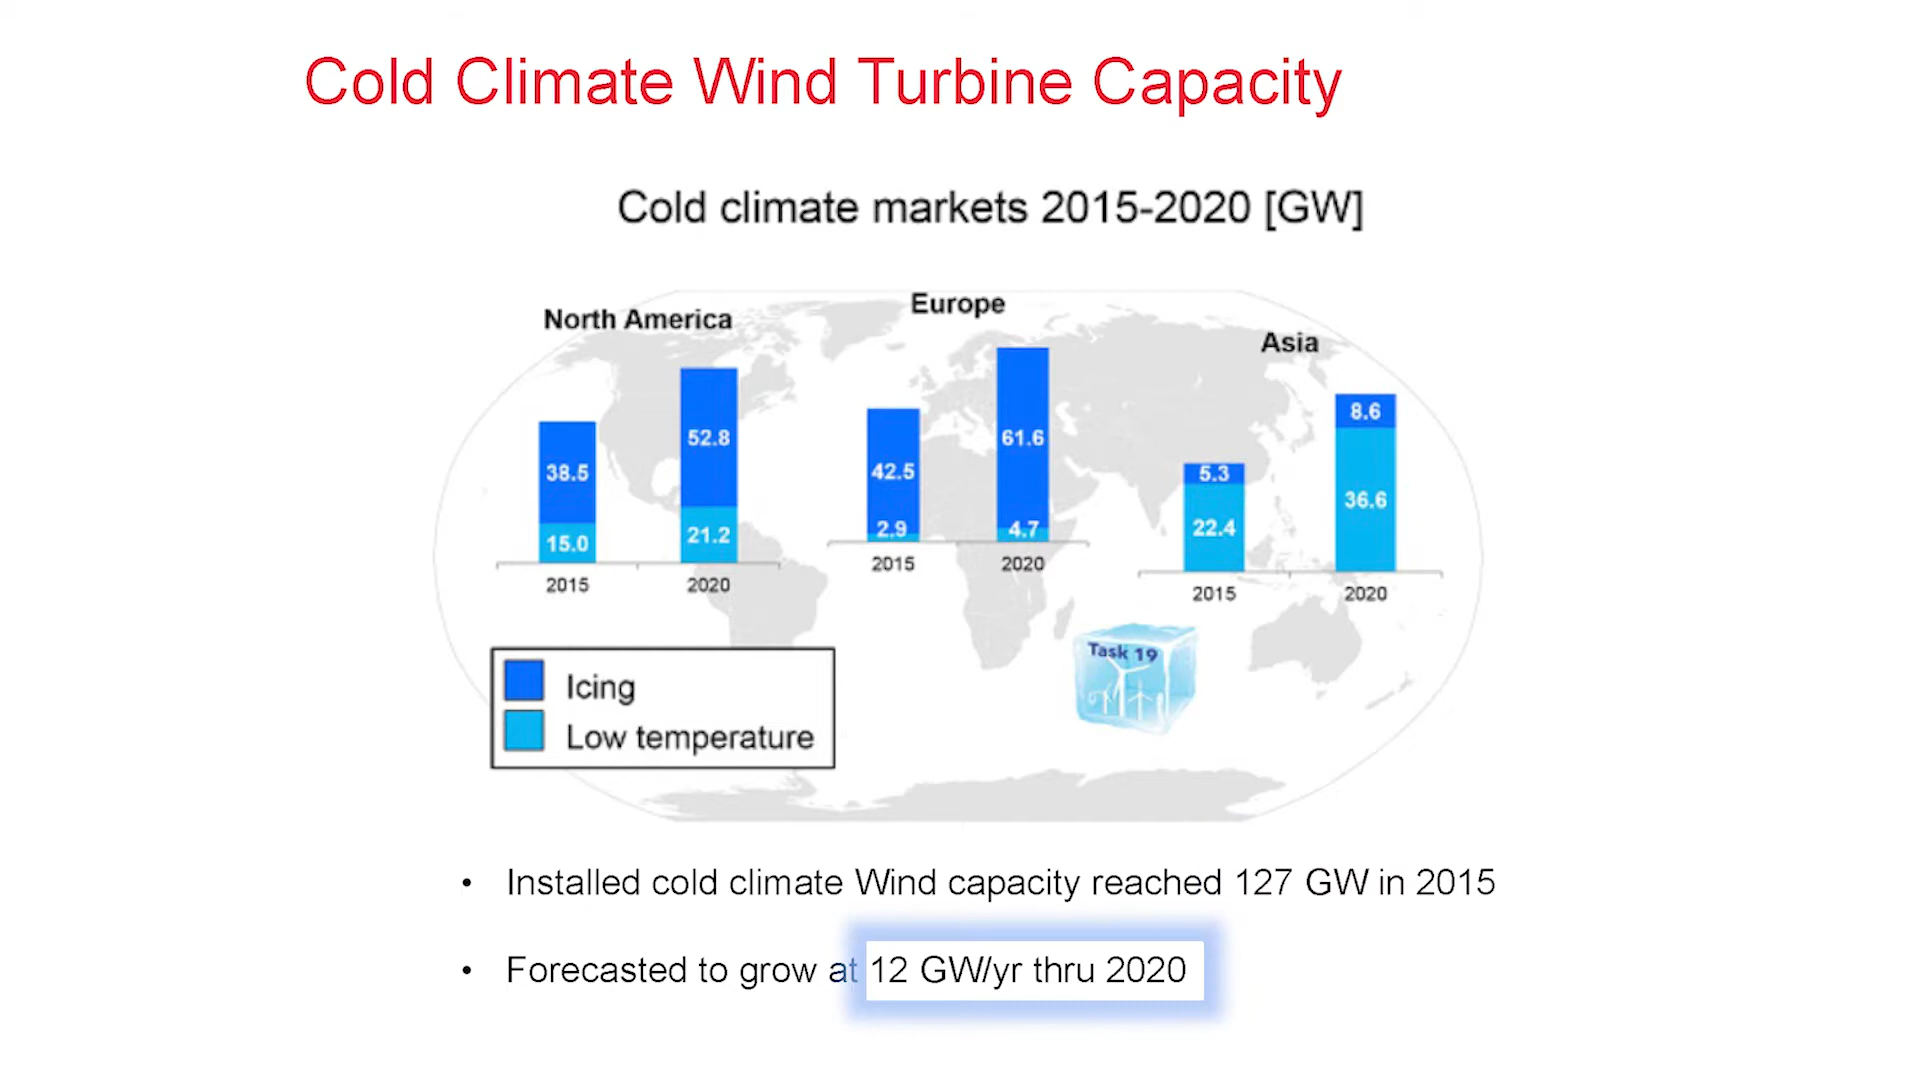 Cold Climate Wind Turbine Capacity
Cold climate markets 2015-2020 [GW]
North America
38.5
15.0
52.8
21.2
2015
2020
Europe
42.5
2.9
61.6
4.7
2015
2020
Asia
5.3
22.4
8.6
36.6
2015
2020
Task 19
Icing
Low temperature
• Installed cold climate Wind capacity reached 127 GW in 2015
• Forecasted to grow at 12 GW/yr thru 2020